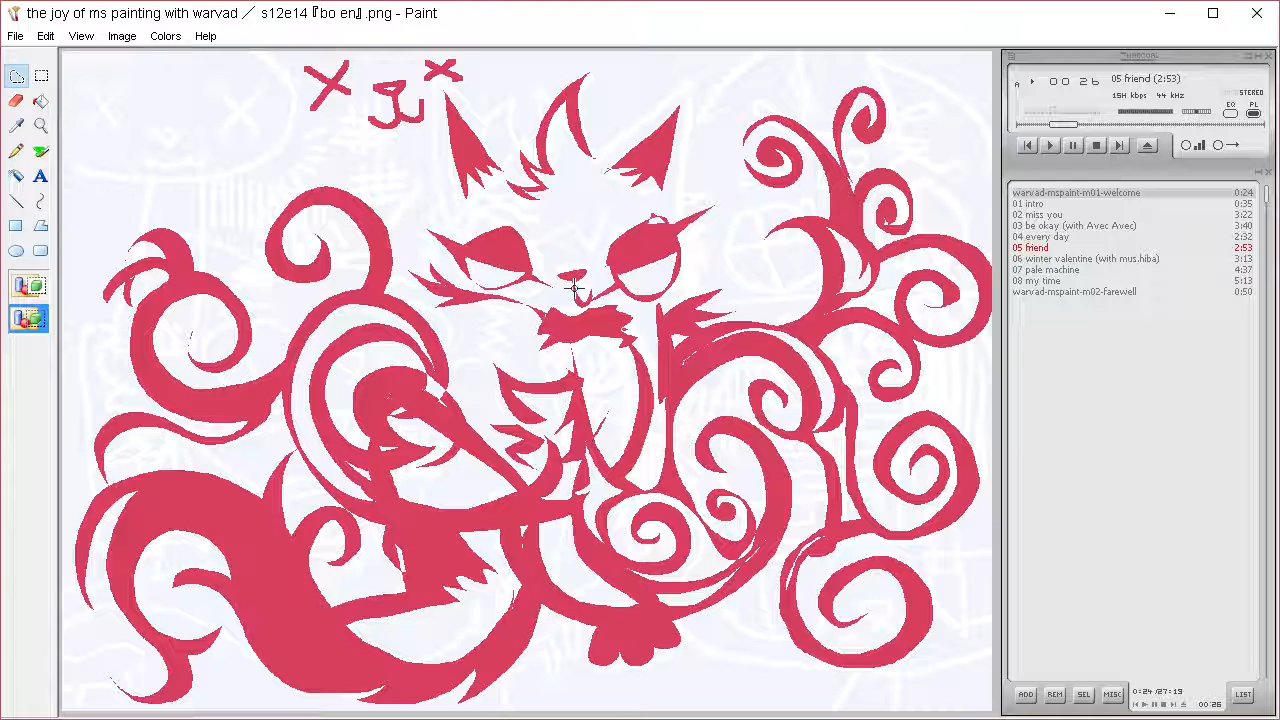 the joy of ms painting with warvad ／ s12e14『bo en』.png - Paint
File Edit View Image Colors Help
05 friend (2:53)
00 26
kbps 44 kHz
STEREO
EQ PL
warvad-mspaint-m01-welcome 0:24
01 intro 0:35
02 miss you 3:22
03 be okay (with Avec Avec) 3:40
04 every day 2:32
05 friend 2:53
06 winter valentine (with mus.hiba) 3:13
07 pale machine 4:37
08 my time 5:13
warvad-mspaint-m02-farewell 0:50
ADD REM SEL MISC 0:24/27:19 00:26 LIST